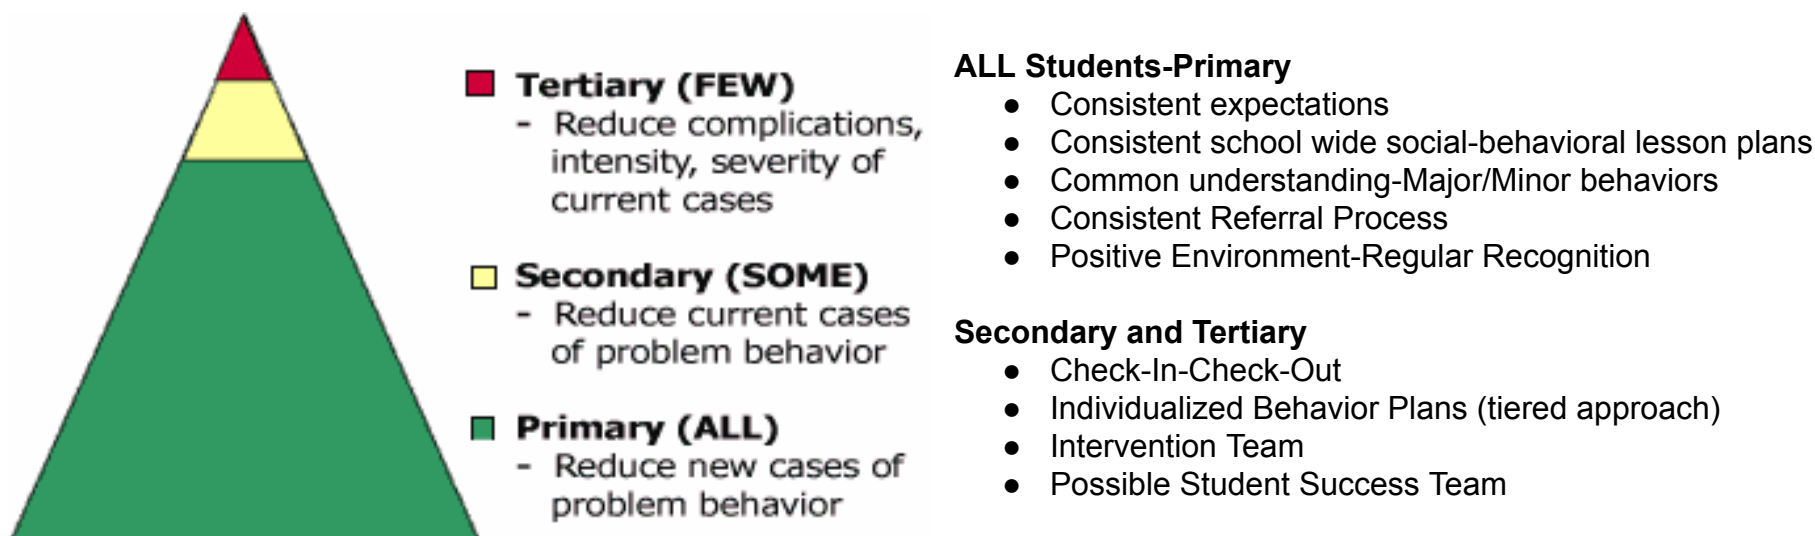 Tertiary (FEW)
- Reduce complications,
intensity, severity of
current cases
Secondary (SOME)
- Reduce current cases
of problem behavior
Primary (ALL)
- Reduce new cases of
problem behavior
ALL Students-Primary
● Consistent expectations
● Consistent school wide social-behavioral lesson plans
● Common understanding-Major/Minor behaviors
● Consistent Referral Process
● Positive Environment-Regular Recognition
Secondary and Tertiary
● Check-In-Check-Out
● Individualized Behavior Plans (tiered approach)
● Intervention Team
● Possible Student Success Team